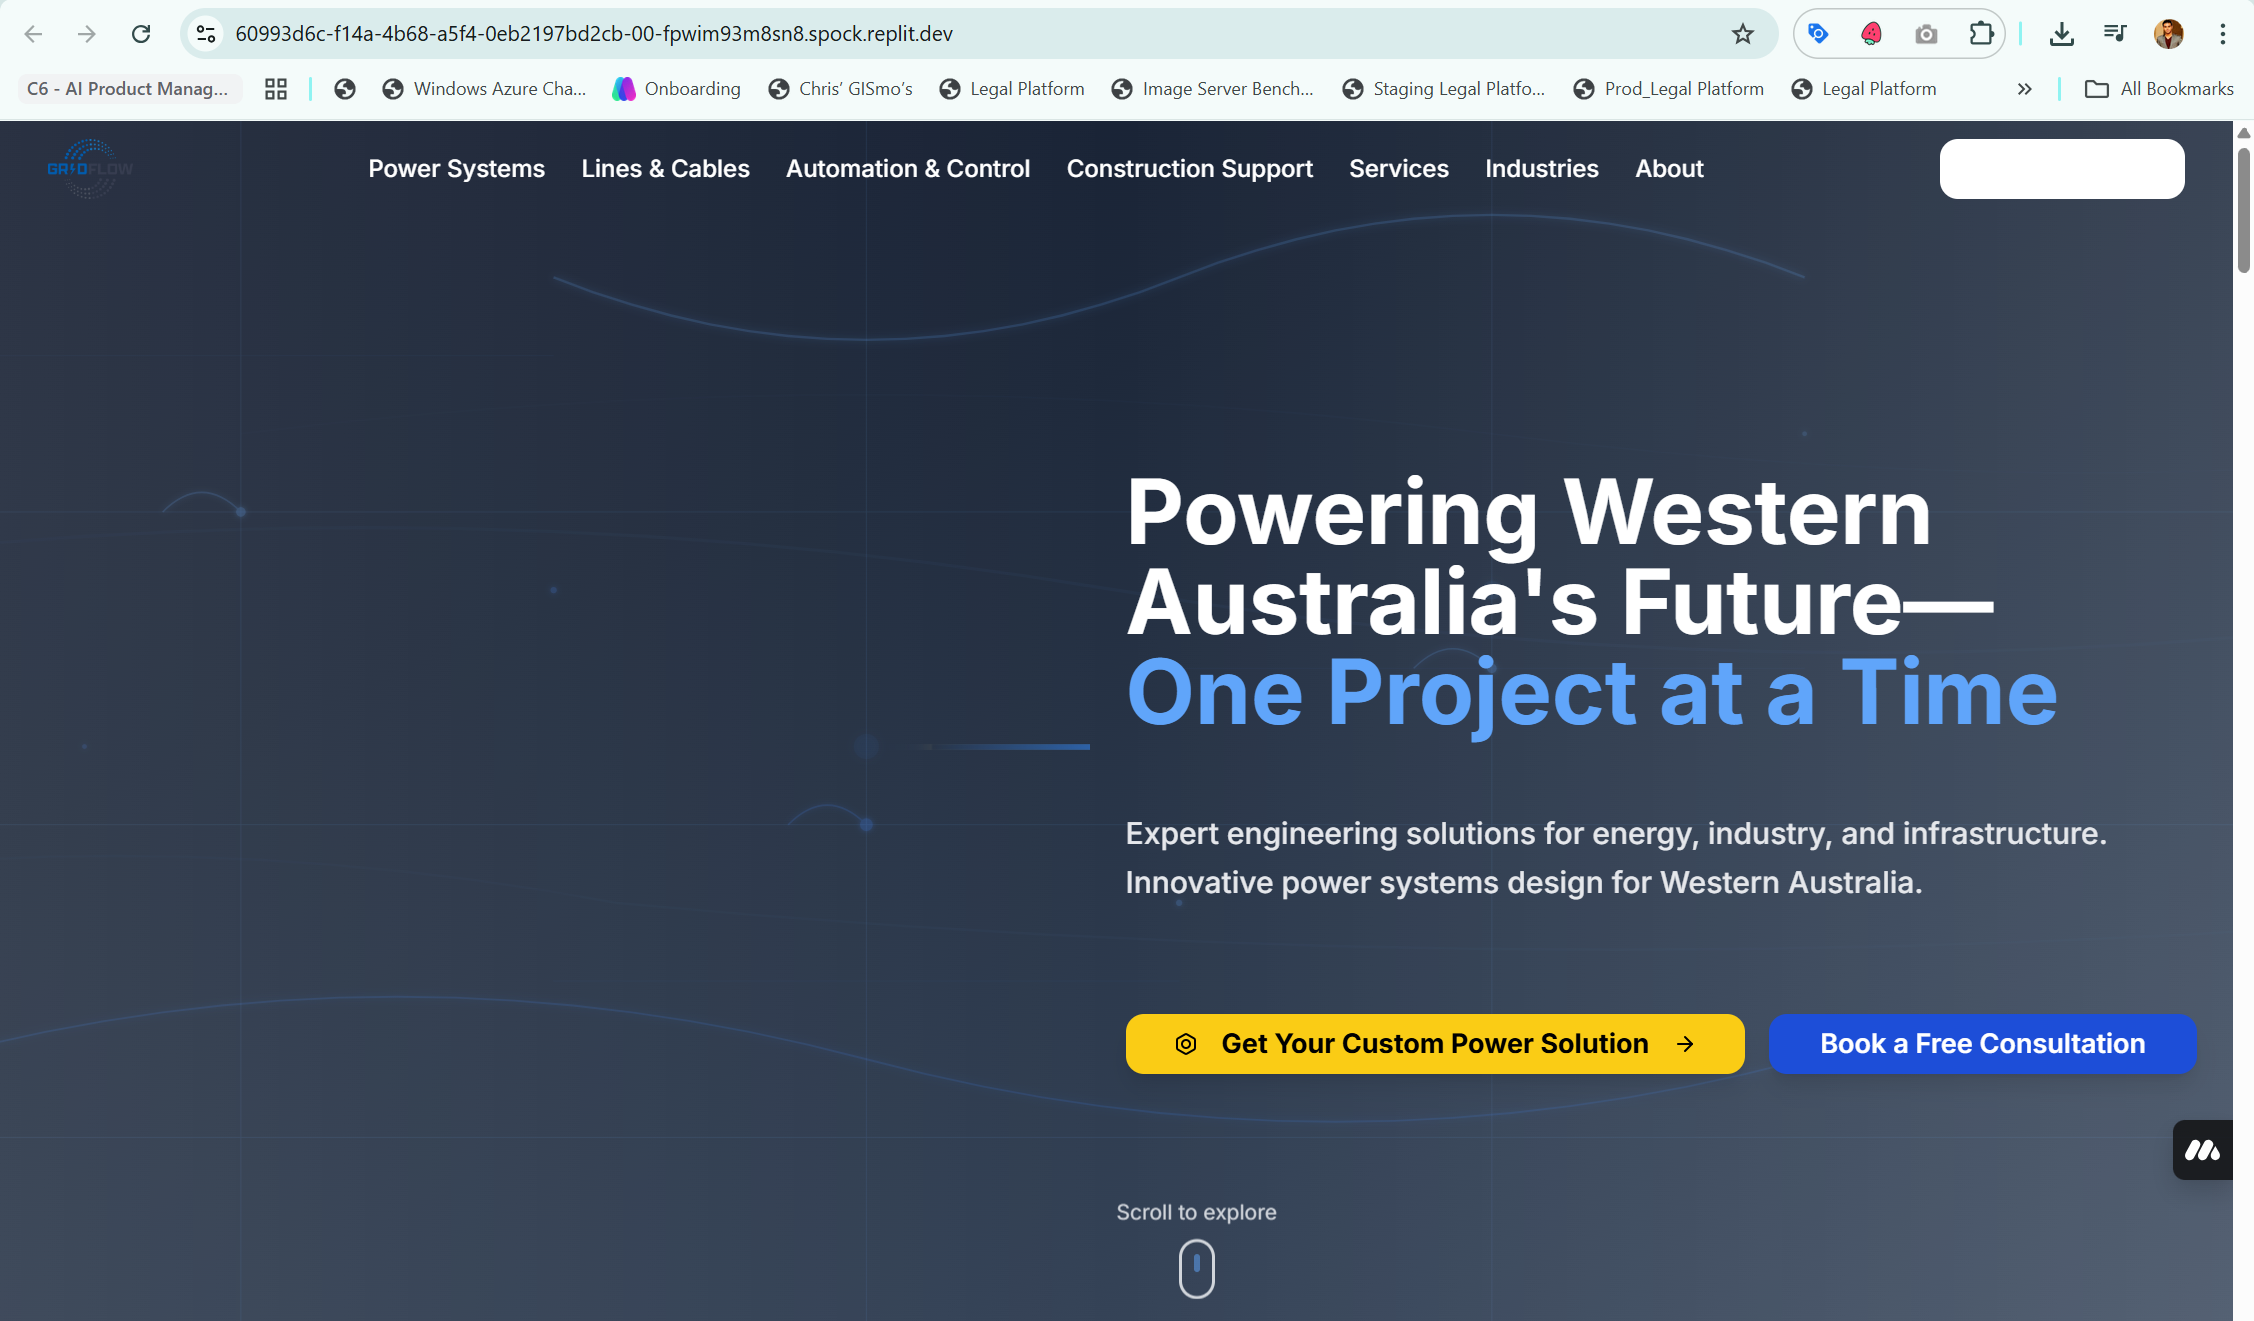 60993d6c-f14a-4b68-a5f4-0eb2197bd2cb-00-fpwim93m8sn8.spock.replit.dev
C6 - AI Product Manag...
Windows Azure Cha...
Onboarding
Chris' GISmo's
Legal Platform
Image Server Bench...
Staging Legal Platfo...
Prod_Legal Platform
Legal Platform
All Bookmarks
GRIDFLOW
Power Systems
Lines & Cables
Automation & Control
Construction Support
Services
Industries
About
Powering Western
Australia's Future—
One Project at a Time
Expert engineering solutions for energy, industry, and infrastructure.
Innovative power systems design for Western Australia.
Get Your Custom Power Solution
Book a Free Consultation
Scroll to explore